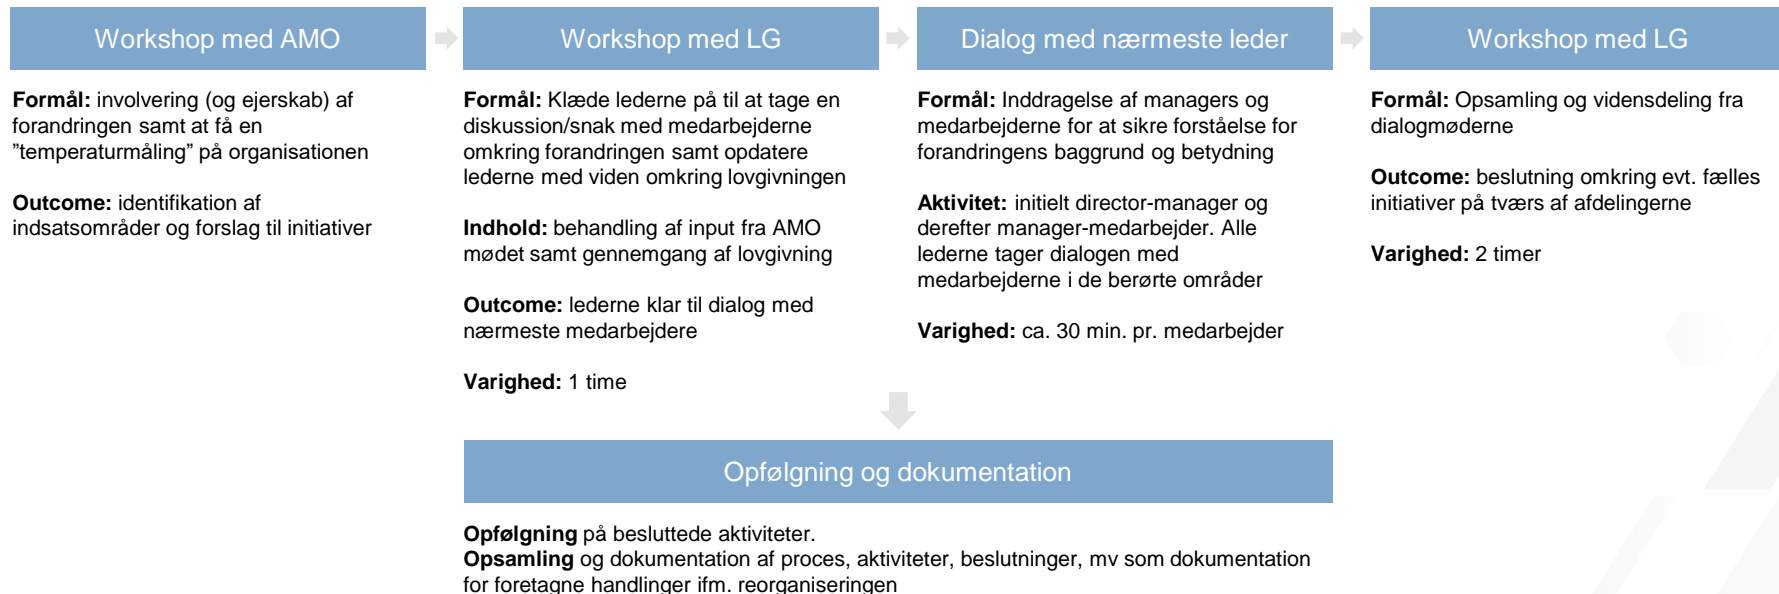 Workshop med AMO
Formål: involvering (og ejerskab) af
forandringen samt at få en
”temperaturmåling” på organisationen
Outcome: identifikation af
indsatsområder og forslag til initiativer
Workshop med LG
Formål: Klæde lederne på til at tage en
diskussion/snak med medarbejderne
omkring forandringen samt opdatere
lederne med viden omkring lovgivningen
Indhold: behandling af input fra AMO
mødet samt gennemgang af lovgivning
Outcome: lederne klar til dialog med
nærmeste medarbejdere
Varighed: 1 time
Dialog med nærmeste leder
Formål: Inddragelse af managers og
medarbejderne for at sikre forståelse for
forandringens baggrund og betydning
Aktivitet: initielt director-manager og
derefter manager-medarbejder. Alle
lederne tager dialogen med
medarbejderne i de berørte områder
Varighed: ca. 30 min. pr. medarbejder
Workshop med LG
Formål: Opsamling og vidensdeling fra
dialogmøderne
Outcome: beslutning omkring evt. fælles
initiativer på tværs af afdelingerne
Varighed: 2 timer
Opfølgning og dokumentation
Opfølgning på besluttede aktiviteter.
Opsamling og dokumentation af proces, aktiviteter, beslutninger, mv som dokumentation
for foretagne handlinger ifm. reorganiseringen